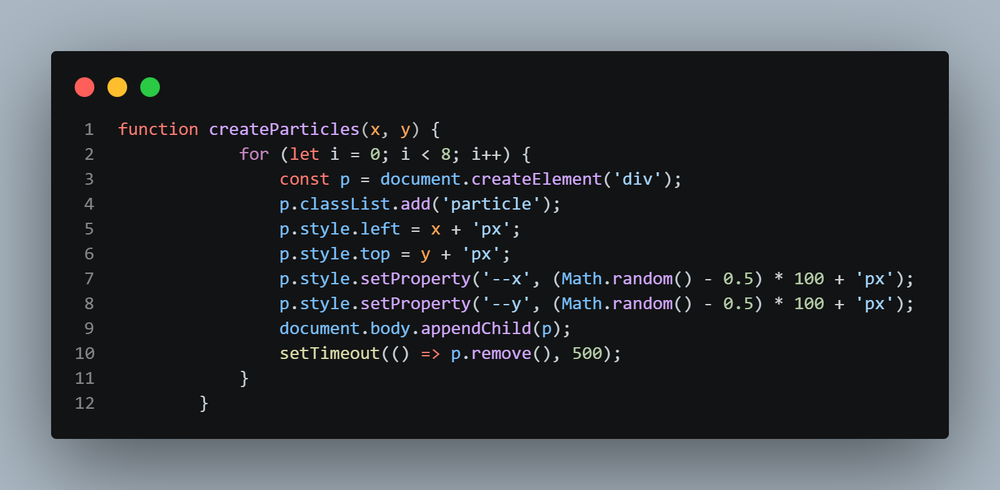 1 function createParticles(x, y) {
2             for (let i = 0; i < 8; i++) {
3                 const p = document.createElement('div');
4                 p.classList.add('particle');
5                 p.style.left = x + 'px';
6                 p.style.top = y + 'px';
7                 p.style.setProperty('--x', (Math.random() - 0.5) * 100 + 'px');
8                 p.style.setProperty('--y', (Math.random() - 0.5) * 100 + 'px');
9                 document.body.appendChild(p);
10                 setTimeout(() => p.remove(), 500);
11             }
12         }